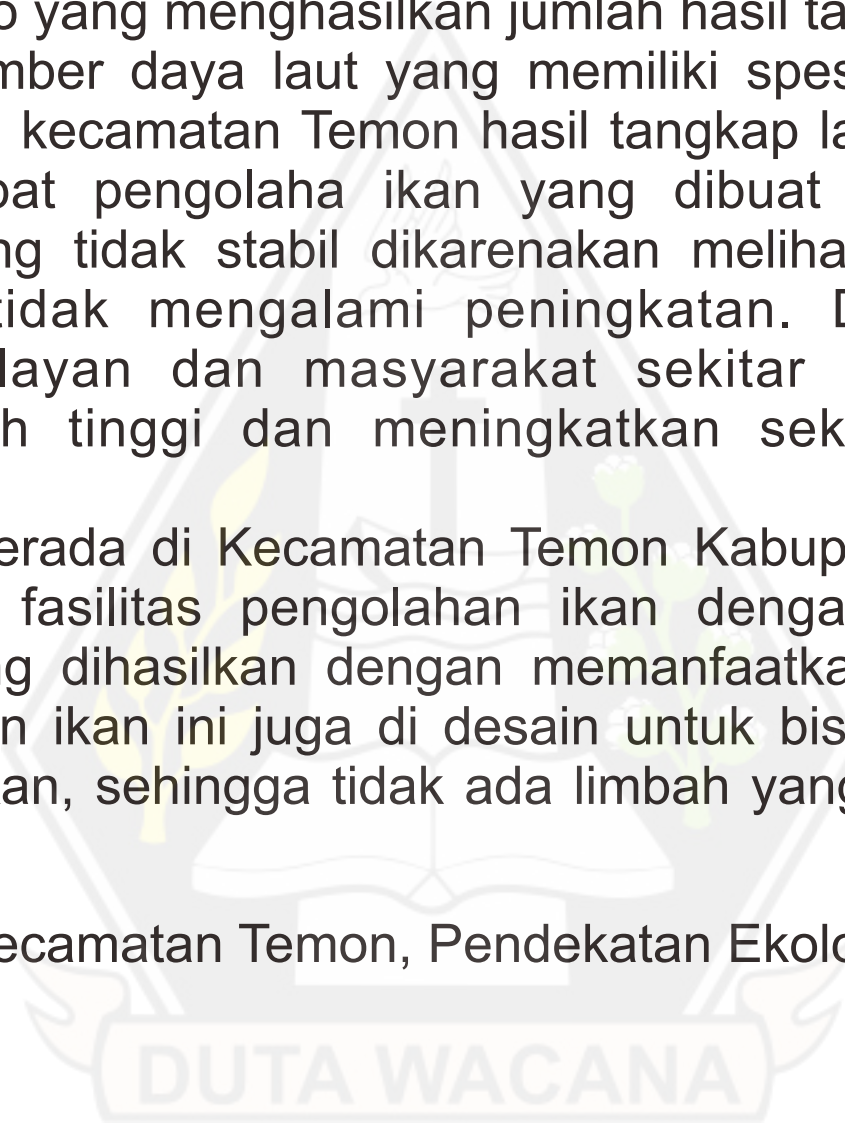 o yang menghasilkan jumlah hasil ta
mber daya laut yang memiliki spes
kecamatan Temon hasil tangkap la
pat pengolaha ikan yang dibuat
ng tidak stabil dikarenakan meliha
tidak mengalami peningkatan. D
layan dan masyarakat sekitar
h tinggi dan meningkatkan sek
erada di Kecamatan Temon Kabup
fasilitas pengolahan ikan denga
ng dihasilkan dengan memanfaatka
n ikan ini juga di desain untuk bis
kan, sehingga tidak ada limbah yang
ecamatan Temon, Pendekatan Ekolo
DUTA WACANA